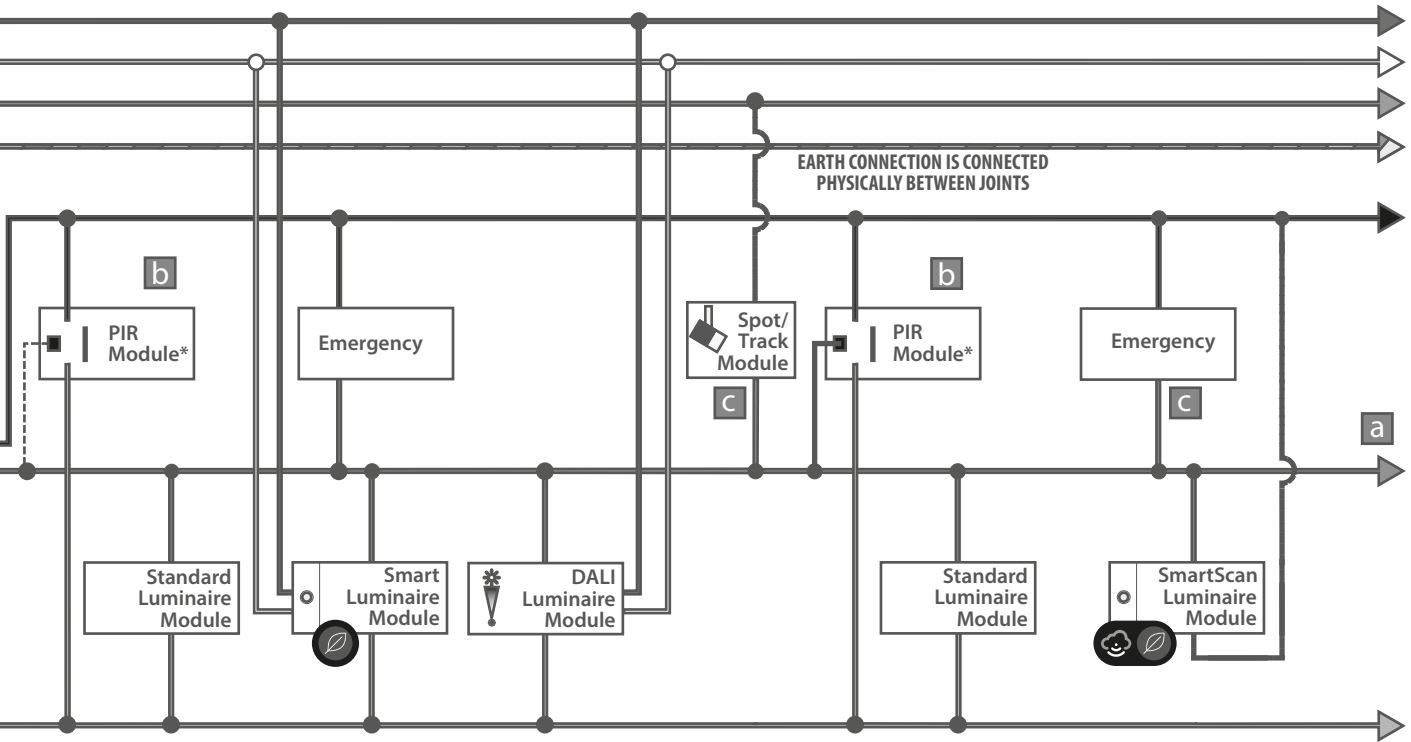 EARTH CONNECTION IS CONNECTED
PHYSICALLY BETWEEN JOINTS
b
b
PIR
Module*
Emergency
Spot/
Track
Module
PIR
Module*
Emergency
c
c
a
Standard
Luminaire
Module
Smart
Luminaire
Module
DALI
Luminaire
Module
Standard
Luminaire
Module
SmartScan
Luminaire
Module